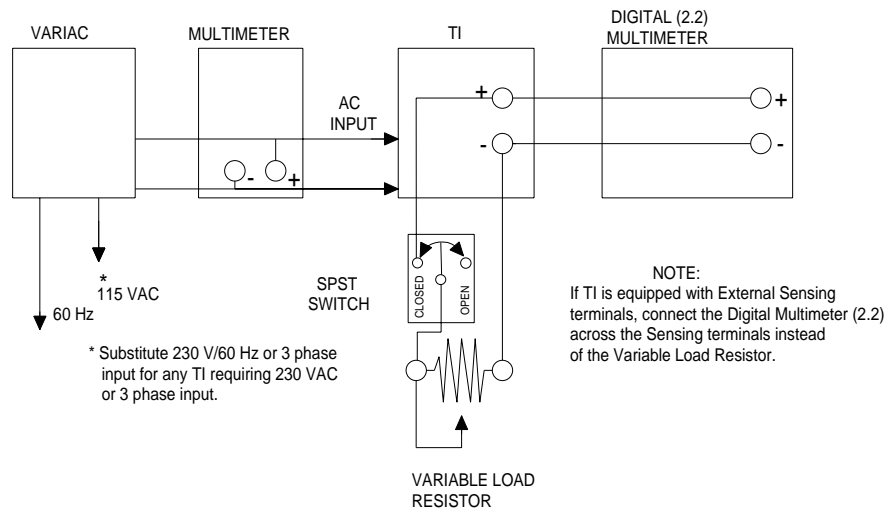 VARIAC
MULTIMETER
TI
DIGITAL (2.2)
MULTIMETER
AC
INPUT
+
-
+
-
-
+
SPST
SWITCH
CLOSED
OPEN
*
115 VAC
60 Hz
* Substitute 230 V/60 Hz or 3 phase
input for any TI requiring 230 VAC
or 3 phase input.
NOTE:
If TI is equipped with External Sensing
terminals, connect the Digital Multimeter (2.2)
across the Sensing terminals instead
of the Variable Load Resistor.
VARIABLE LOAD
RESISTOR